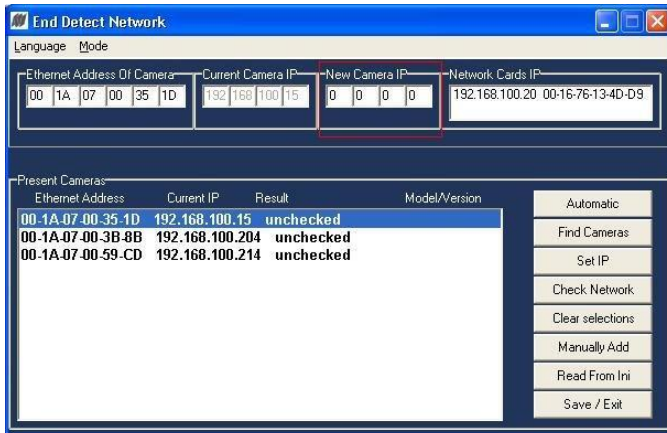 End Detect Network
Language Mode
Ethernet Address Of Camera Current Camera IP New Camera IP Network Cards IP
00 1A 07 00 35 1D 192 168 100 15 0 0 0 0 192.168.100.20 00-16-76-13-4D-D9
Present Cameras
Ethernet Address Current IP Result Model/Version
00-1A-07-00-35-1D 192.168.100.15 unchecked
00-1A-07-00-3B-8B 192.168.100.204 unchecked
00-1A-07-00-59-CD 192.168.100.214 unchecked
Automatic
Find Cameras
Set IP
Check Network
Clear selections
Manually Add
Read From Ini
Save / Exit